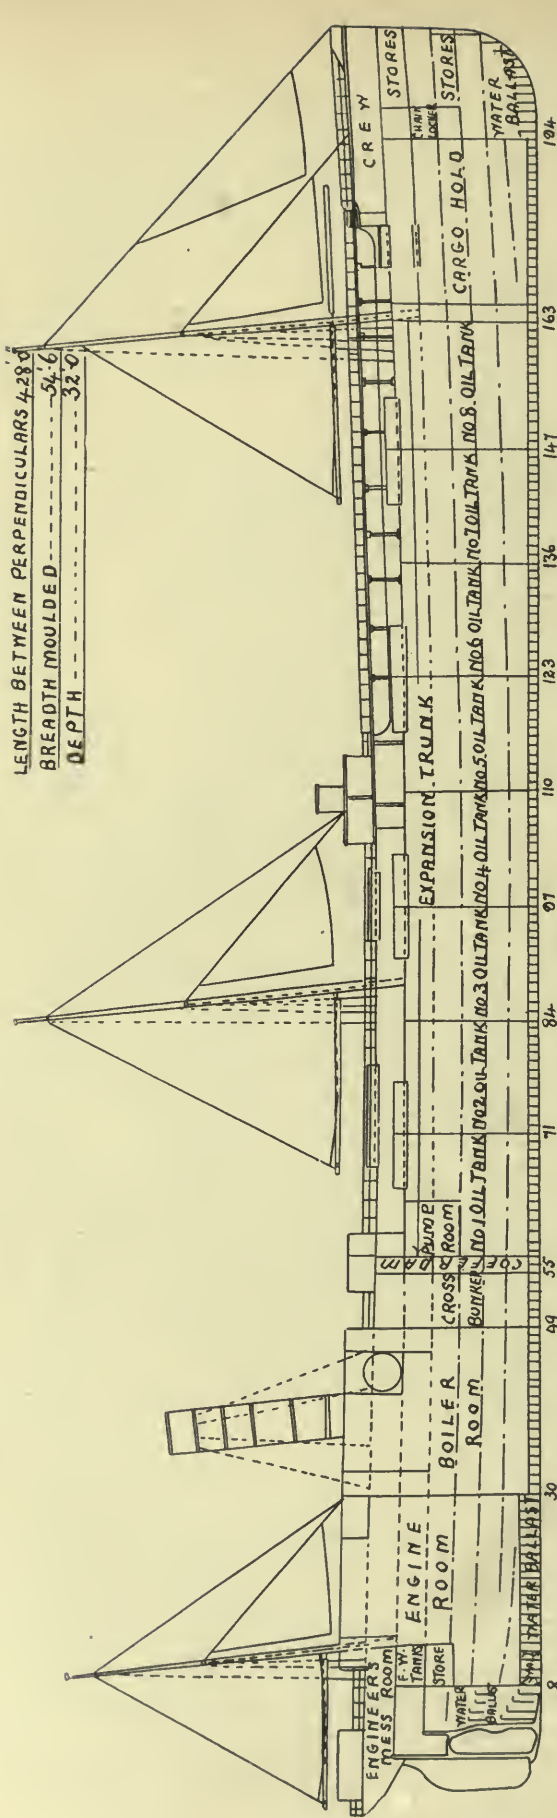 LENGTH BETWEEN PERPENDICULARS 428'0"
BREADTH MOULDED 54'6
DEPTH 32'0
ENGINEERS
MESS ROOM
F.W.
TANKS
STORE
WATER
BALLAST
ENGINE
ROOM
SALT WATER BALLAST
BOILER
ROOM
CROSS
BUNKER
COFFERDAM
PUMP
ROOM
EXPANSION TRUNK
No 1 OIL TANK No 2 OIL TANK No 3 OIL TANK No 4 OIL TANK No 5 OIL TANK No 6 OIL TANK No 7 OIL TANK No 8 OIL TANK
CARGO HOLD
CREW
STORES
CHAIN
LOCKER
STORES
WATER
BALLAST
8 30 49 55 71 84 97 110 123 136 147 163 194